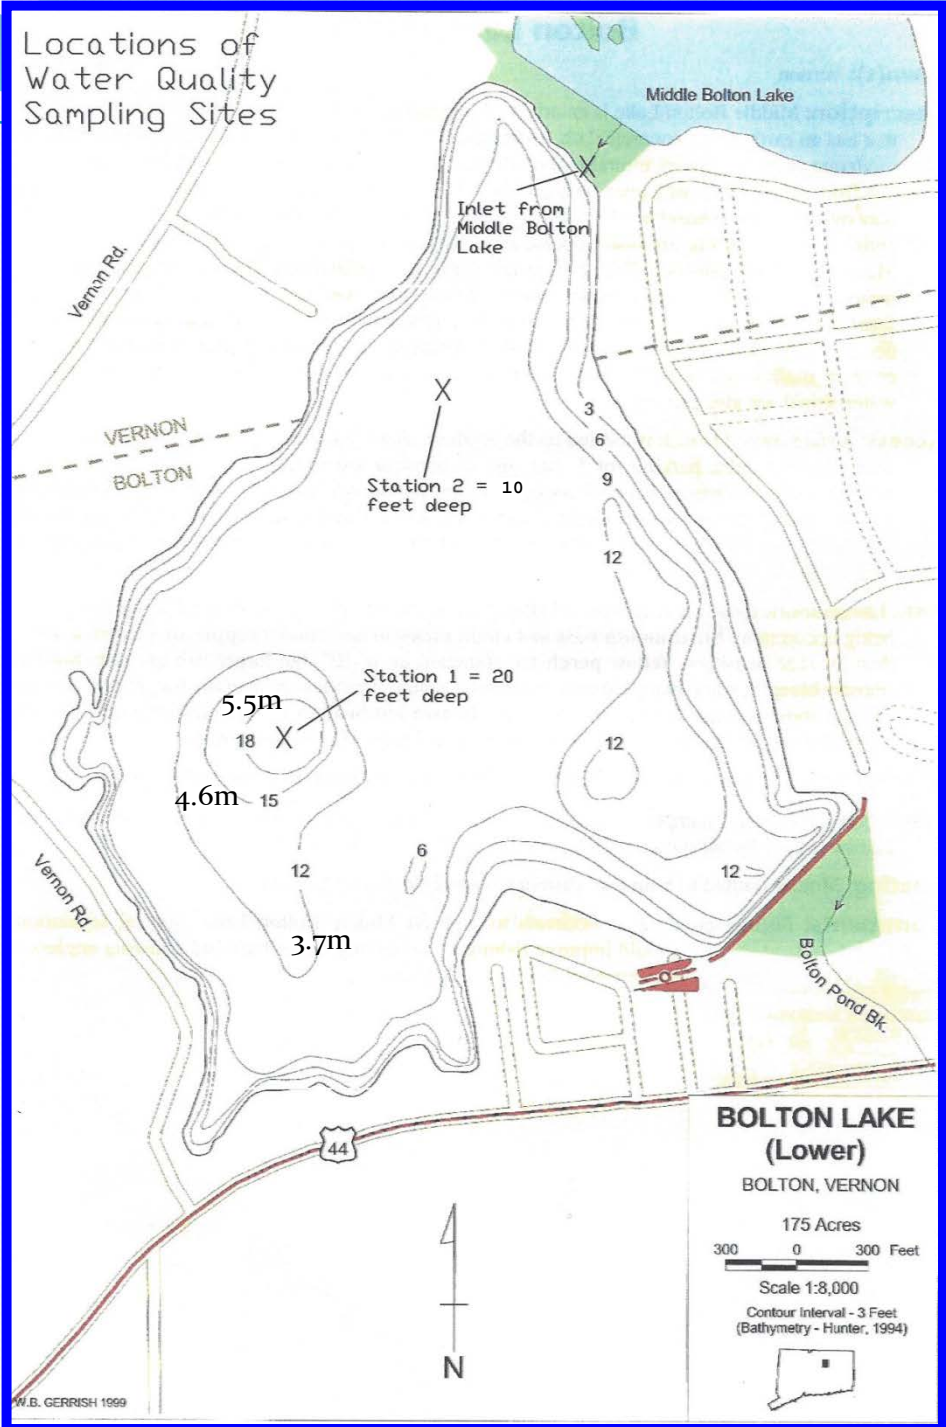 Locations of
Water Quality
Sampling Sites
Middle Bolton Lake
Inlet from
Middle Bolton
Lake
Vernon Rd.
VERNON
BOLTON
3
6
9
12
Station 2 = 10
feet deep
Station 1 = 20
feet deep
5.5m
18
12
4.6m
15
6
12
12
3.7m
Vernon Rd.
Bolton Pond Bk.
44
BOLTON LAKE
(Lower)
BOLTON, VERNON
175 Acres
300 0 300 Feet
Scale 1:8,000
Contour Interval - 3 Feet
(Bathymetry - Hunter, 1994)
N
W.B. GERRISH 1999